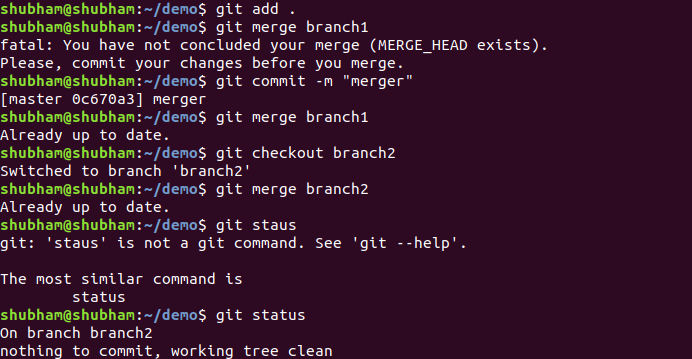 shubham@shubham:~/demo$ git add .
shubham@shubham:~/demo$ git merge branch1
fatal: You have not concluded your merge (MERGE_HEAD exists).
Please, commit your changes before you merge.
shubham@shubham:~/demo$ git commit -m "merger"
[master 0c670a3] merger
shubham@shubham:~/demo$ git merge branch1
Already up to date.
shubham@shubham:~/demo$ git checkout branch2
Switched to branch 'branch2'
shubham@shubham:~/demo$ git merge branch2
Already up to date.
shubham@shubham:~/demo$ git staus
git: 'staus' is not a git command. See 'git --help'.

The most similar command is
        status
shubham@shubham:~/demo$ git status
On branch branch2
nothing to commit, working tree clean